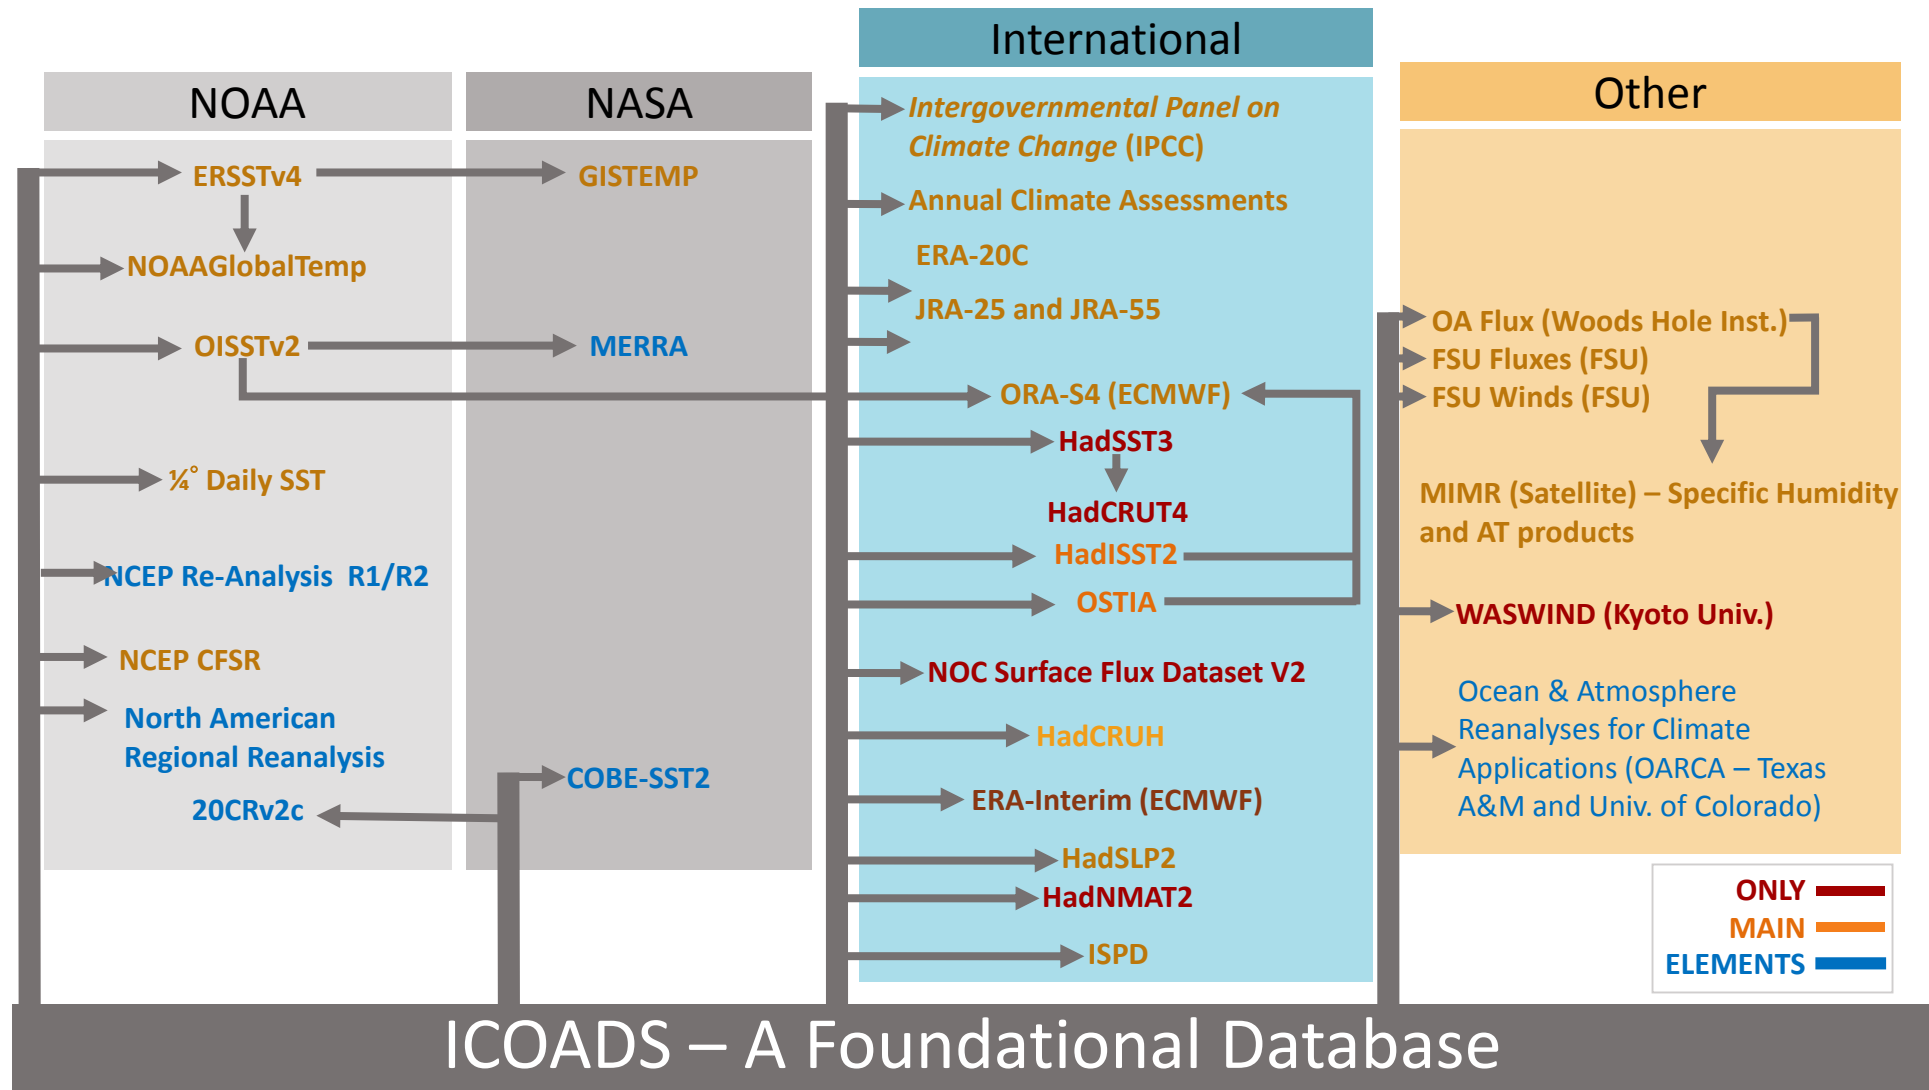 NOAA
ERSSTv4
NOAAGlobalTemp
OISSTv2
¼° Daily SST
NCEP Re-Analysis R1/R2
NCEP CFSR
North American
Regional Reanalysis
20CRv2c
NASA
GISTEMP
MERRA
COBE-SST2
International
Intergovernmental Panel on
Climate Change (IPCC)
Annual Climate Assessments
ERA-20C
JRA-25 and JRA-55
ORA-S4 (ECMWF)
HadSST3
HadCRUT4
HadISST2
OSTIA
NOC Surface Flux Dataset V2
HadCRUH
ERA-Interim (ECMWF)
HadSLP2
HadNMAT2
ISPD
Other
OA Flux (Woods Hole Inst.)
FSU Fluxes (FSU)
FSU Winds (FSU)
MIMR (Satellite) – Specific Humidity
and AT products
WASWIND (Kyoto Univ.)
Ocean & Atmosphere
Reanalyses for Climate
Applications (OARCA – Texas
A&M and Univ. of Colorado)
ONLY
MAIN
ELEMENTS
ICOADS – A Foundational Database